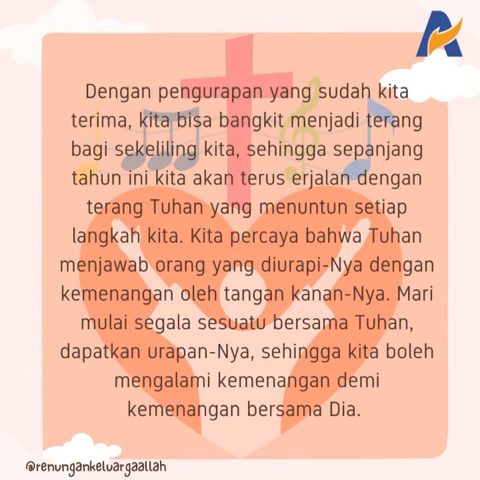 Dengan pengurapan yang sudah kita
terima, kita bisa bangkit menjadi terang
bagi sekeliling kita, sehingga sepanjang
tahun ini kita akan terus erjalan dengan
terang Tuhan yang menuntun setiap
langkah kita. Kita percaya bahwa Tuhan
menjawab orang yang diurapi-Nya dengan
kemenangan oleh tangan kanan-Nya. Mari
mulai segala sesuatu bersama Tuhan,
dapatkan urapan-Nya, sehingga kita boleh
mengalami kemenangan demi
kemenangan bersama Dia.
@renungankeluargaallah